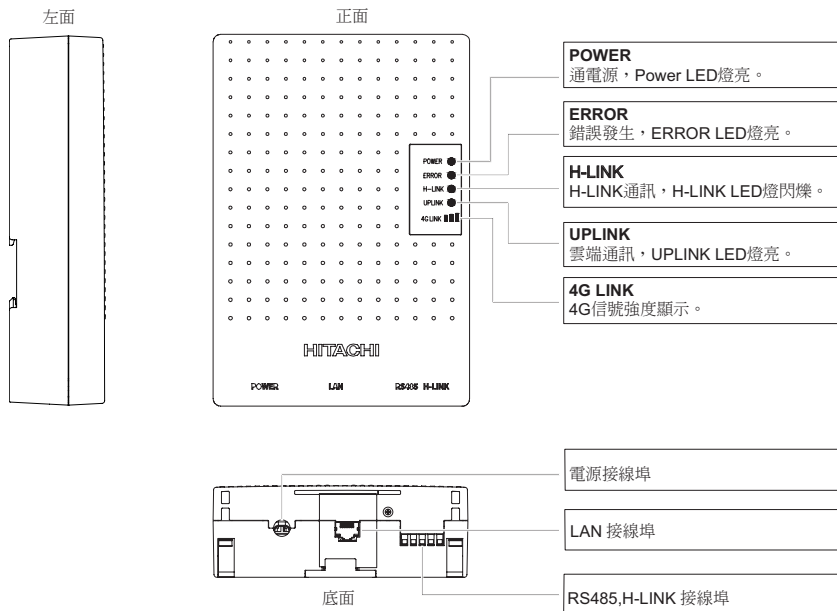 左面
正面
POWER
通電源，Power LED燈亮。
ERROR
錯誤發生，ERROR LED燈亮。
H-LINK
H-LINK通訊，H-LINK LED燈閃爍。
UPLINK
雲端通訊，UPLINK LED燈亮。
4G LINK
4G信號強度顯示。
POWER
ERROR
H-LINK
UPLINK
4G LINK
HITACHI
POWER LAN RS485 H-LINK
電源接線埠
LAN 接線埠
RS485,H-LINK 接線埠
底面